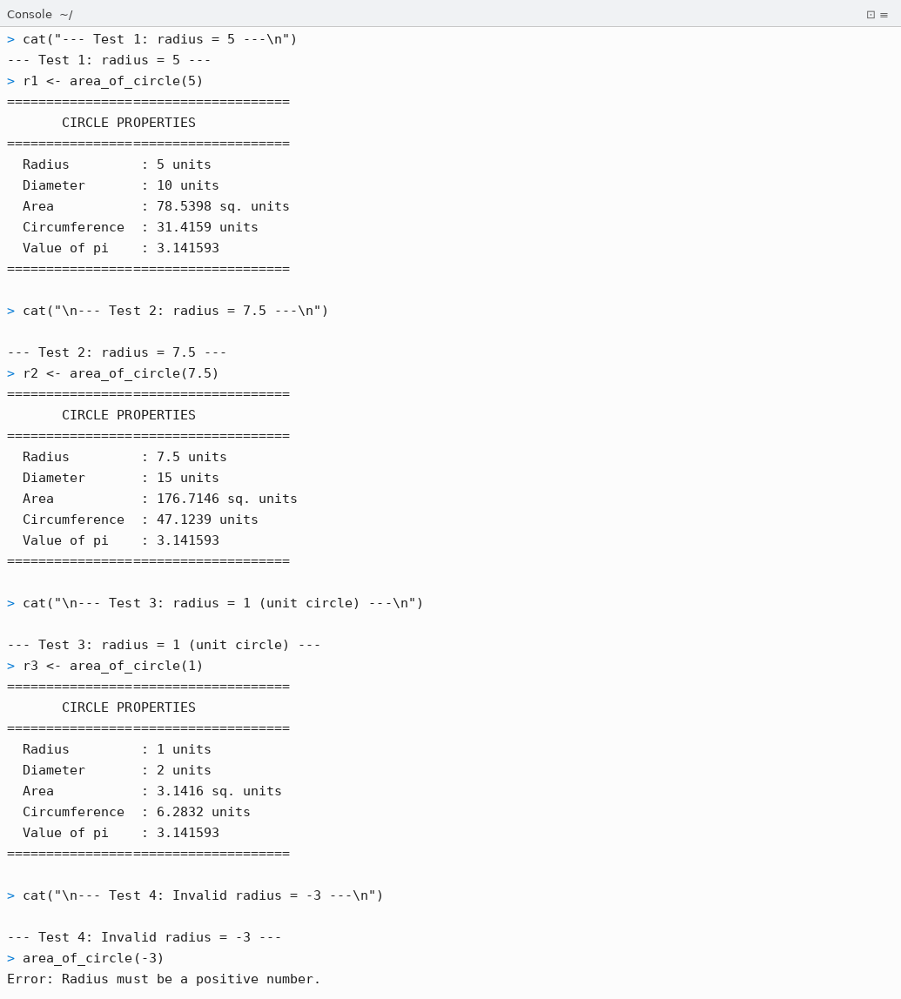 Console ~/
> cat("--- Test 1: radius = 5 ---\n")
--- Test 1: radius = 5 ---
> r1 <- area_of_circle(5)
====================================
       CIRCLE PROPERTIES
====================================
  Radius         : 5 units
  Diameter       : 10 units
  Area           : 78.5398 sq. units
  Circumference  : 31.4159 units
  Value of pi    : 3.141593
====================================
> cat("\n--- Test 2: radius = 7.5 ---\n")
--- Test 2: radius = 7.5 ---
> r2 <- area_of_circle(7.5)
====================================
       CIRCLE PROPERTIES
====================================
  Radius         : 7.5 units
  Diameter       : 15 units
  Area           : 176.7146 sq. units
  Circumference  : 47.1239 units
  Value of pi    : 3.141593
====================================
> cat("\n--- Test 3: radius = 1 (unit circle) ---\n")
--- Test 3: radius = 1 (unit circle) ---
> r3 <- area_of_circle(1)
====================================
       CIRCLE PROPERTIES
====================================
  Radius         : 1 units
  Diameter       : 2 units
  Area           : 3.1416 sq. units
  Circumference  : 6.2832 units
  Value of pi    : 3.141593
====================================
> cat("\n--- Test 4: Invalid radius = -3 ---\n")
--- Test 4: Invalid radius = -3 ---
> area_of_circle(-3)
Error: Radius must be a positive number.